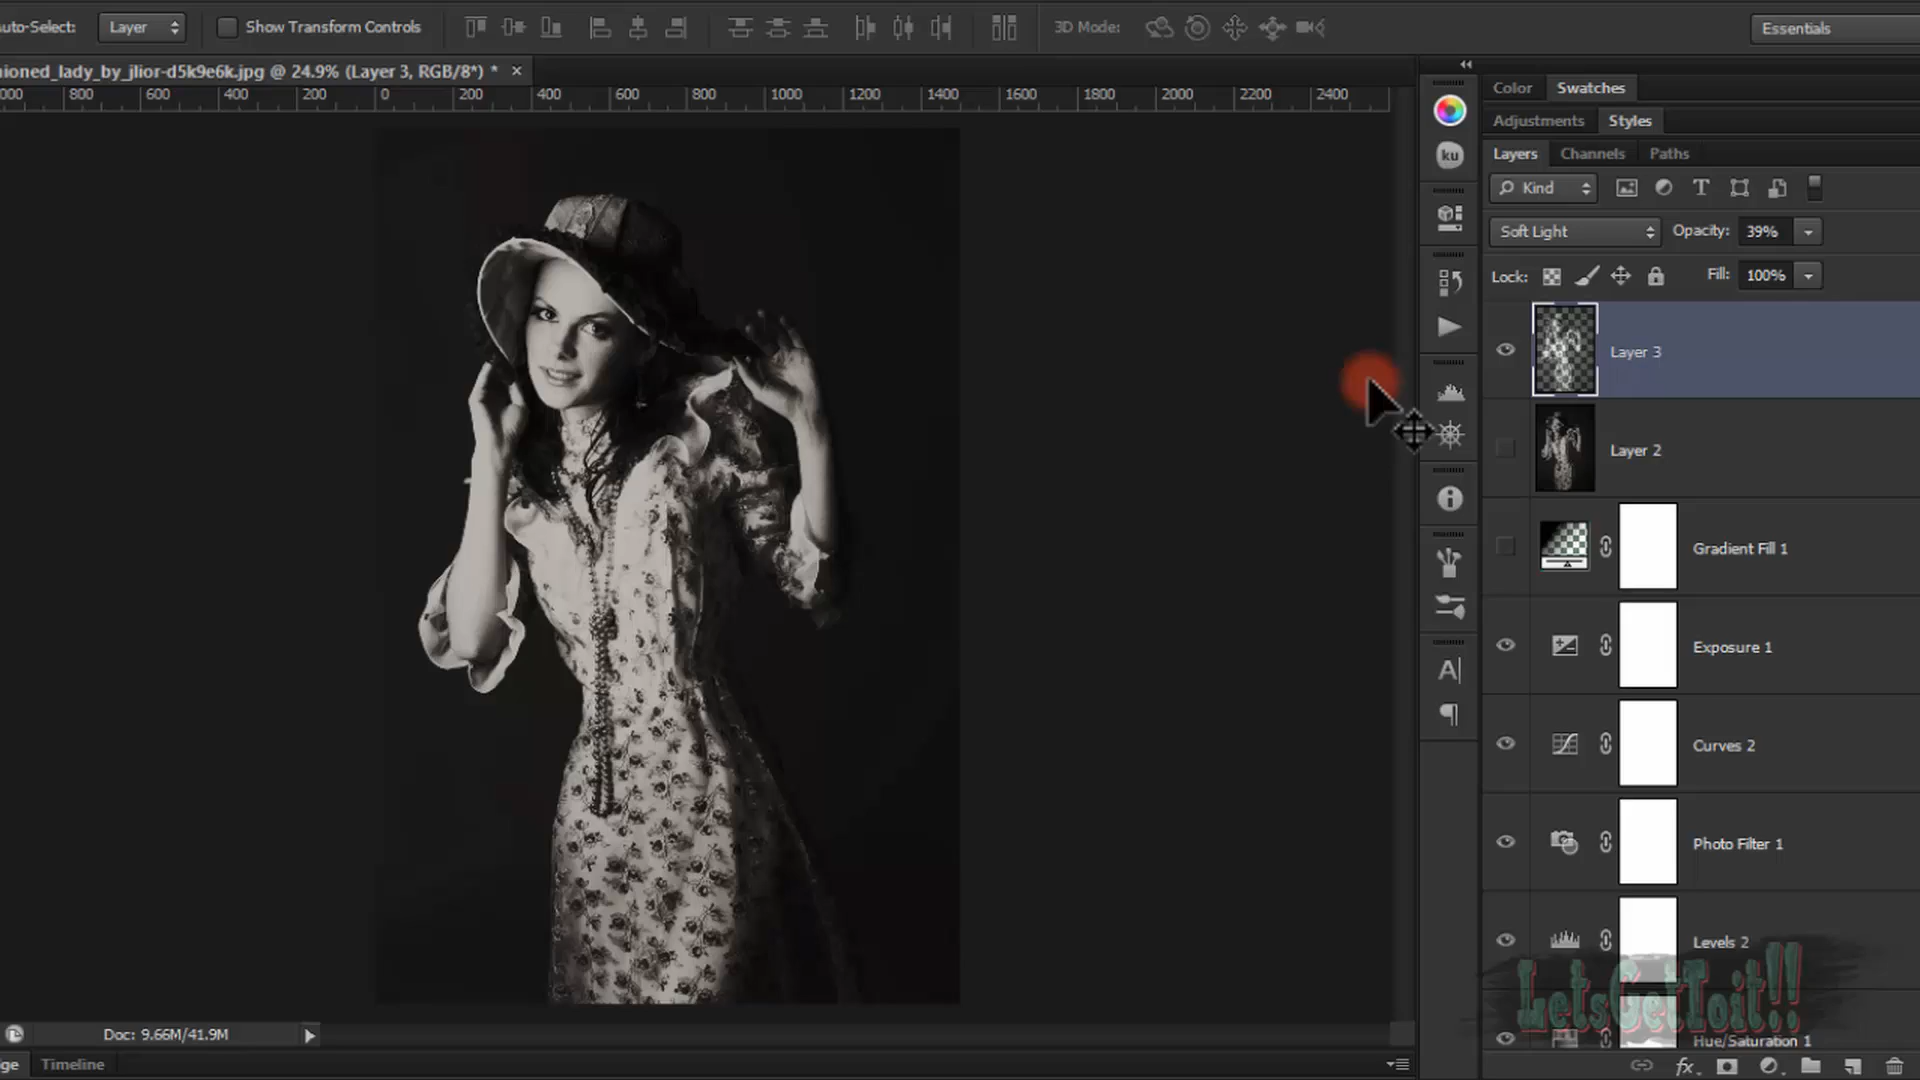 uto-Select: Layer Show Transform Controls 3D Mode: Essentials
ioned_lady_by_jlior-d5k9e6k.jpg @ 24.9% (Layer 3, RGB/8*) * ×
000 800 600 400 200 0 200 400 600 800 1000 1200 1400 1600 1800 2000 2200 2400
Color Swatches
Adjustments Styles
Layers Channels Paths
ku
Kind
Soft Light Opacity: 39%
Lock: Fill: 100%
Layer 3
Layer 2
Gradient Fill 1
Exposure 1
Curves 2
Photo Filter 1
Levels 2
LetsGetToit!!
Hue/Saturation 1
Doc: 9.66M/41.9M
ge Timeline
fx